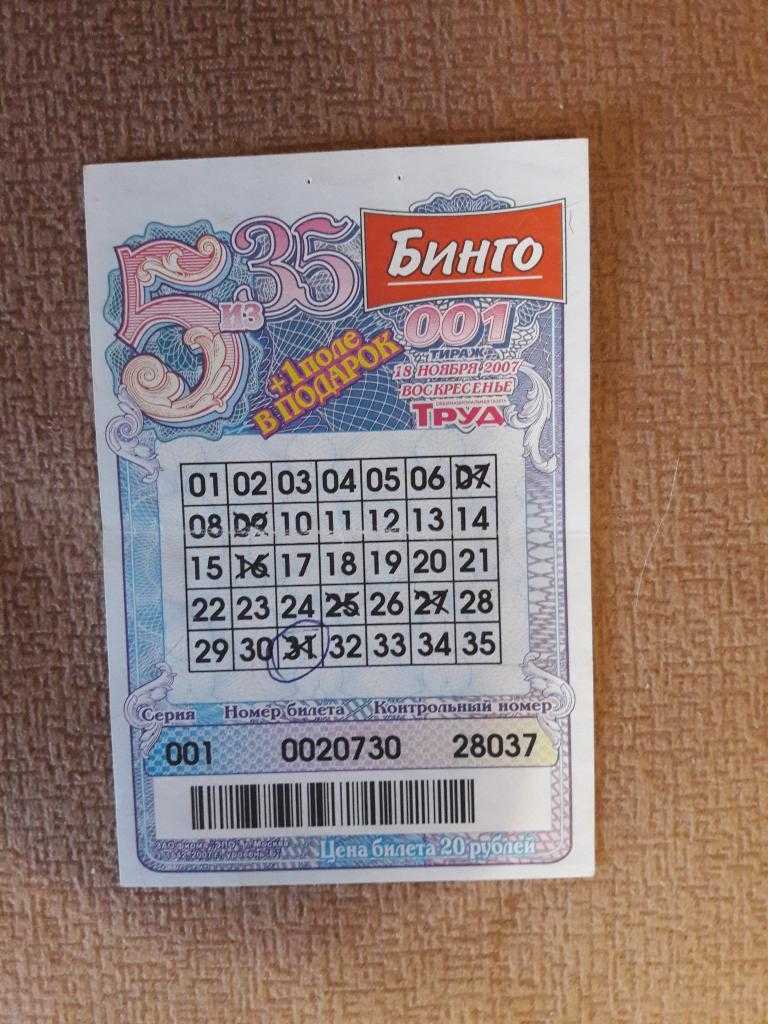 5 из 35
Бинго
+1 поле
В ПОДАРОК
001
ТИРАЖ
18 НОЯБРЯ 2007
ВОСКРЕСЕНЬЕ
ТРУД
01 02 03 04 05 06 07
08 09 10 11 12 13 14
15 16 17 18 19 20 21
22 23 24 25 26 27 28
29 30 31 32 33 34 35
Серия Номер билета Контрольный номер
001 0020730 28037
Цена билета 20 рублей